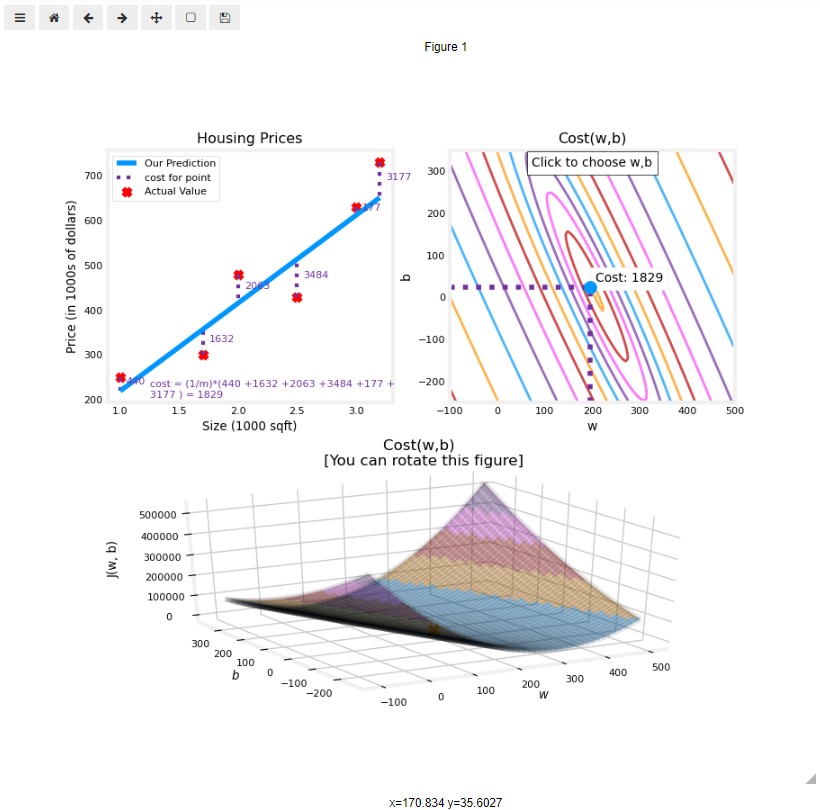 Figure 1
Housing Prices
Our Prediction
cost for point
Actual Value
3177
177
3484
2063
1632
440
cost = (1/m)*(440 +1632 +2063 +3484 +177 +
3177 ) = 1829
Price (in 1000s of dollars)
700
600
500
400
300
200
1.0 1.5 2.0 2.5 3.0
Size (1000 sqft)
Cost(w,b)
Click to choose w,b
Cost: 1829
b
300
200
100
0
−100
−200
−100 0 100 200 300 400 500
w
Cost(w,b)
[You can rotate this figure]
J(w, b)
500000
400000
300000
200000
100000
0
300
200
100
0
−100
−200
b
−100
0
100
200
300
400
500
w
x=170.834 y=35.6027